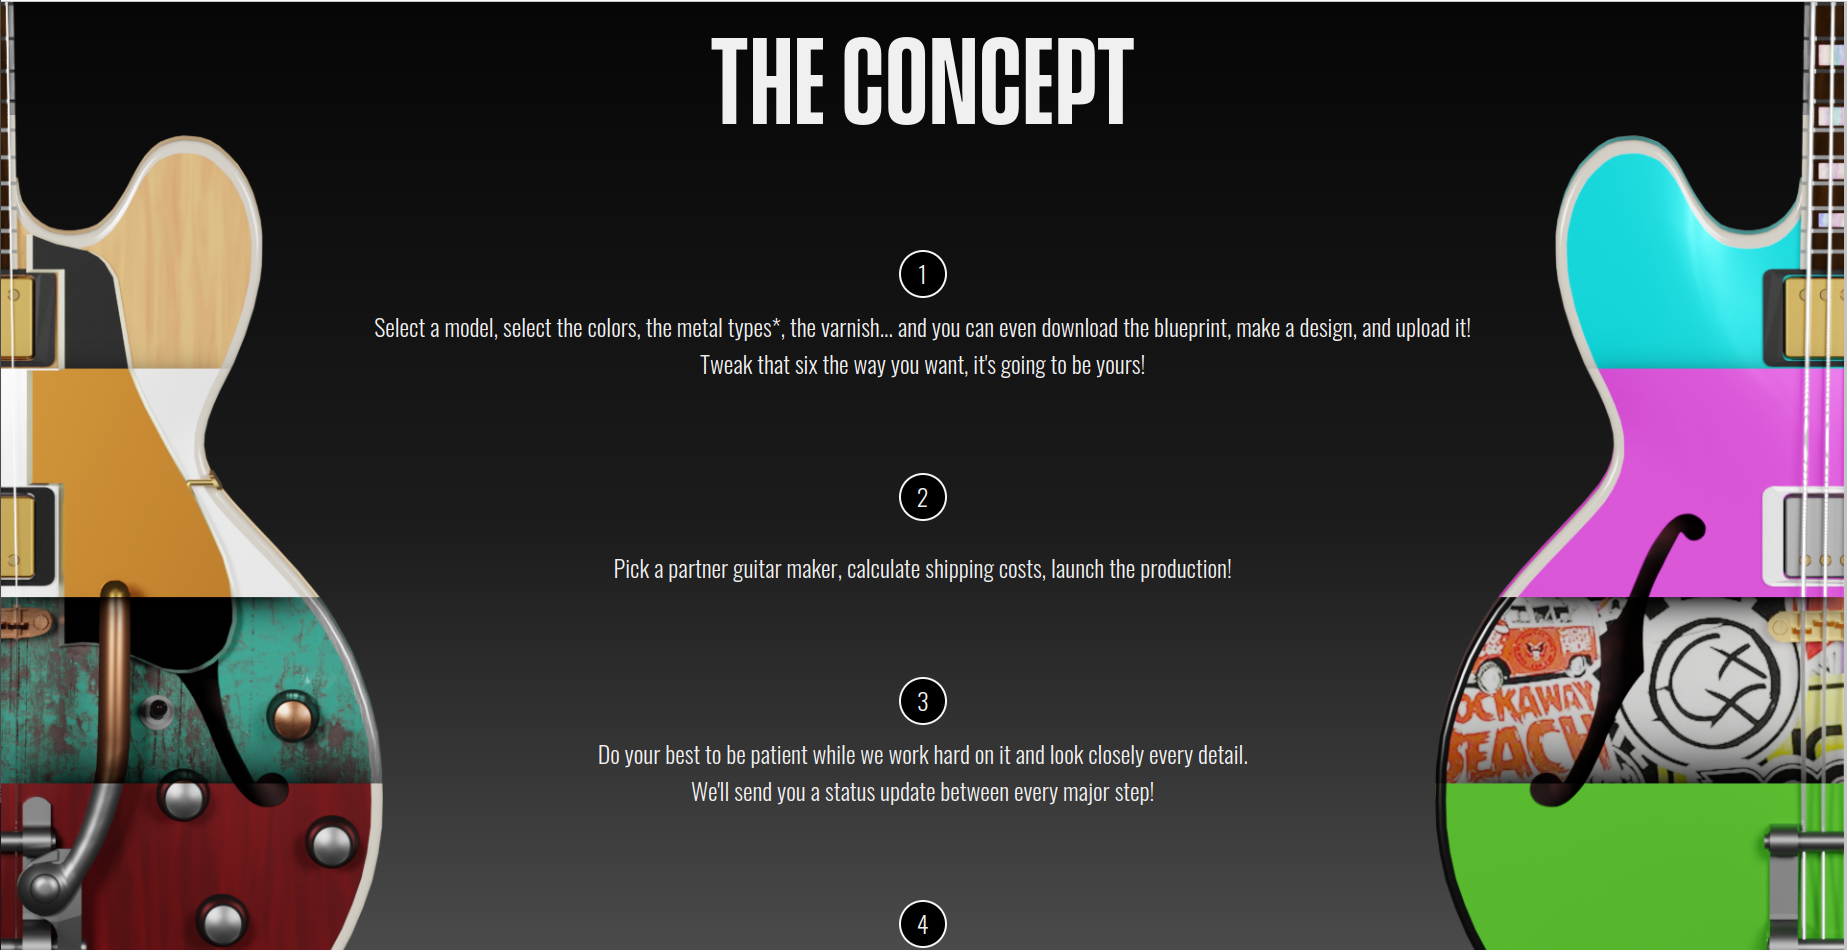 THE CONCEPT
1
Select a model, select the colors, the metal types*, the varnish... and you can even download the blueprint, make a design, and upload it!
Tweak that six the way you want, it's going to be yours!
2
Pick a partner guitar maker, calculate shipping costs, launch the production!
OCKAWAY
BEACH
3
Do your best to be patient while we work hard on it and look closely every detail.
We'll send you a status update between every major step!
4